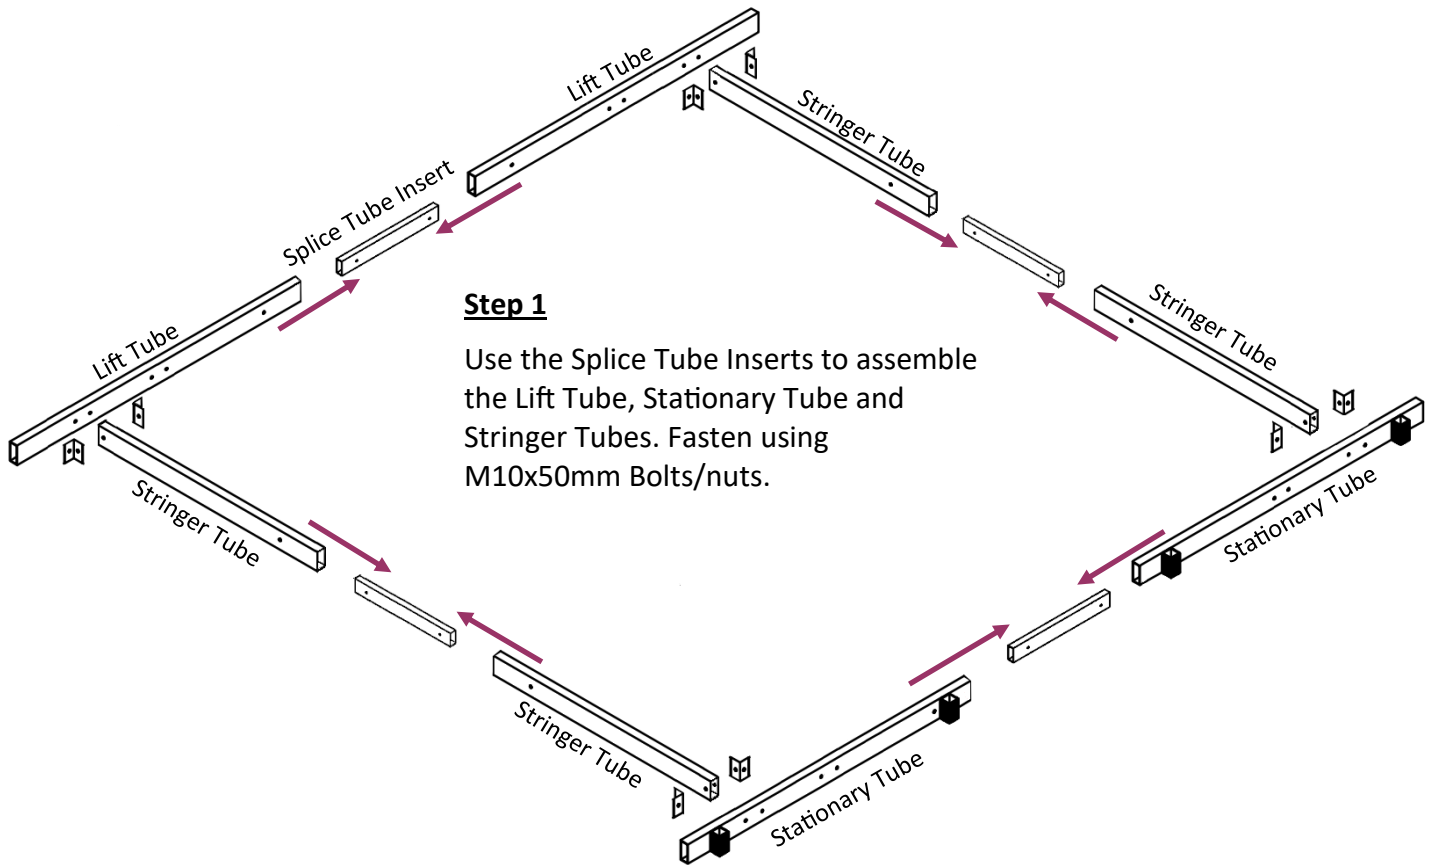 Lift Tube
Stringer Tube
Splice Tube Insert
Step 1
Use the Splice Tube Inserts to assemble
the Lift Tube, Stationary Tube and
Stringer Tubes. Fasten using
M10x50mm Bolts/nuts.
Stringer Tube
Lift Tube
Stringer Tube
Stationary Tube
Stringer Tube
Stationary Tube